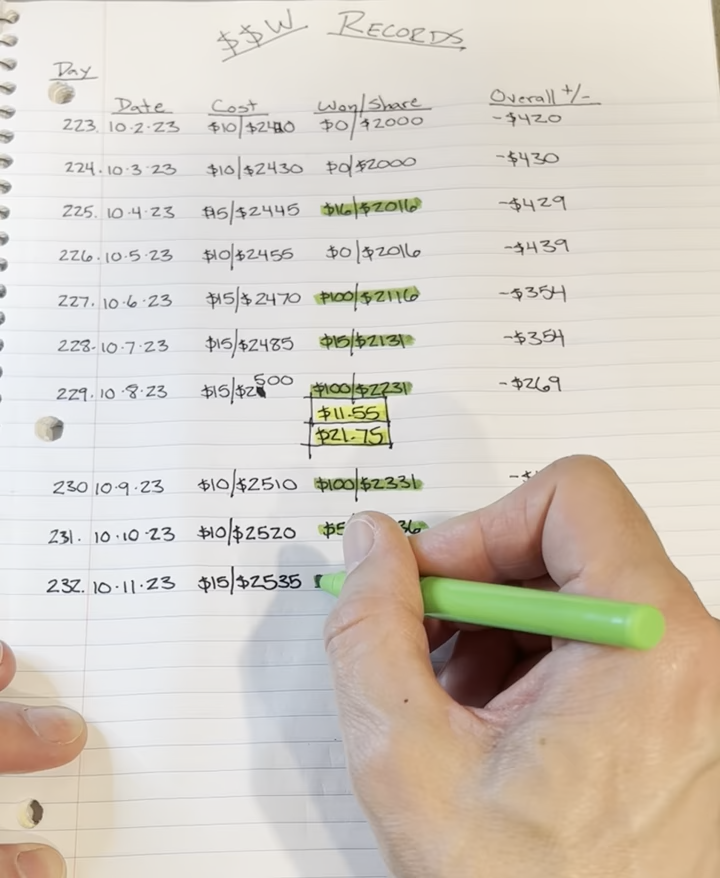 $$W RECORDS
Day
Date Cost Won/Share Overall +/-
223. 10·2·23 $10/$2420 $0/$2000 -$420
224. 10·3·23 $10/$2430 $0/$2000 -$430
225. 10·4·23 $15/$2445 $16/$2016 -$429
226. 10·5·23 $10/$2455 $0/$2016 -$439
227. 10·6·23 $15/$2470 $100/$2116 -$354
228. 10·7·23 $15/$2485 $15/$2131 -$354
229. 10·8·23 $15/$2500 $100/$2231 -$269
$11.55
$21.75
230 10·9·23 $10/$2510 $100/$2331
231. 10·10·23 $10/$2520
232. 10·11·23 $15/$2535